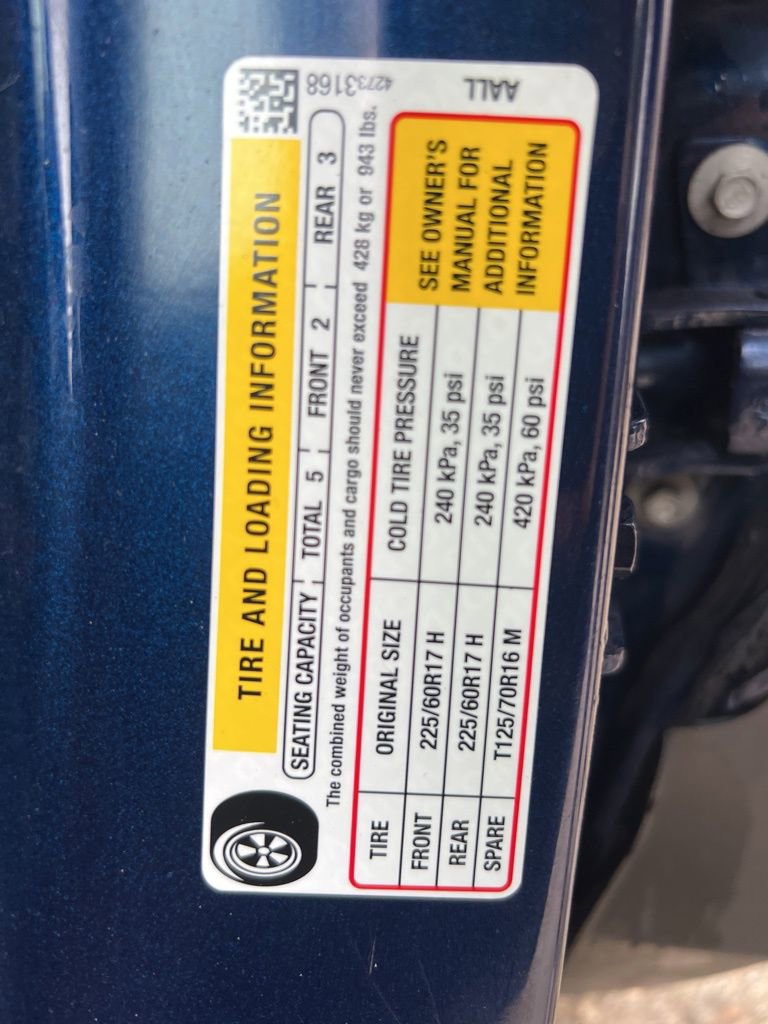 42733168
AALL
TIRE AND LOADING INFORMATION
SEATING CAPACITY TOTAL 5 FRONT 2 REAR 3
The combined weight of occupants and cargo should never exceed 428 kg or 943 lbs.
TIRE ORIGINAL SIZE COLD TIRE PRESSURE
FRONT 225/60R17 H 240 kPa, 35 psi
REAR 225/60R17 H 240 kPa, 35 psi
SPARE T125/70R16 M 420 kPa, 60 psi
SEE OWNER'S
MANUAL FOR
ADDITIONAL
INFORMATION